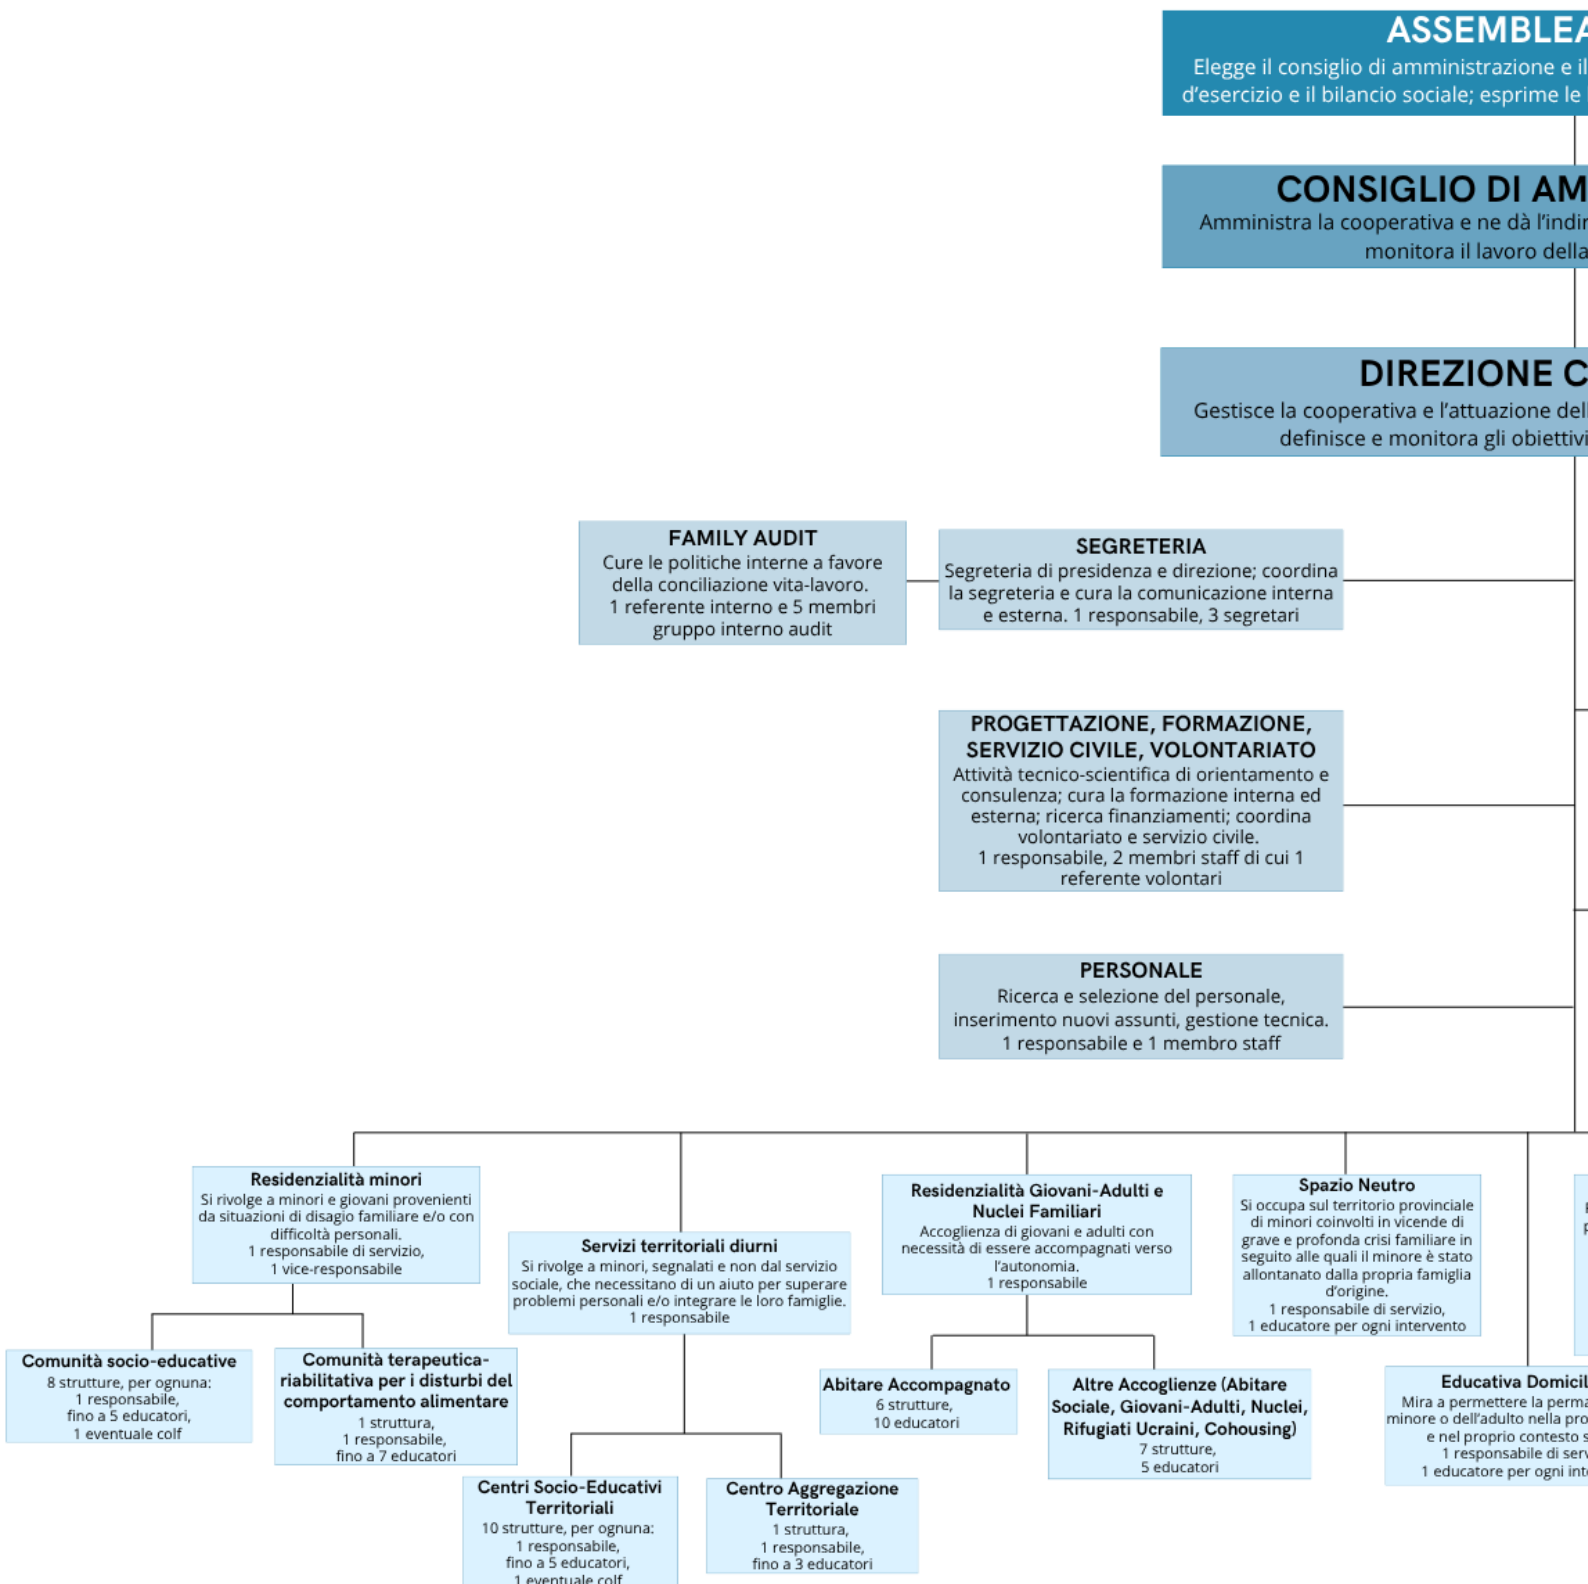 ASSEMBLEA
Elegge il consiglio di amministrazione e il
d'esercizio e il bilancio sociale; esprime le
CONSIGLIO DI AM
Amministra la cooperativa e ne dà l'indir
monitora il lavoro della
DIREZIONE C
Gestisce la cooperativa e l'attuazione dell
definisce e monitora gli obiettivi
FAMILY AUDIT
Cure le politiche interne a favore
della conciliazione vita-lavoro.
1 referente interno e 5 membri
gruppo interno audit
SEGRETERIA
Segreteria di presidenza e direzione; coordina
la segreteria e cura la comunicazione interna
e esterna. 1 responsabile, 3 segretari
PROGETTAZIONE, FORMAZIONE,
SERVIZIO CIVILE, VOLONTARIATO
Attività tecnico-scientifica di orientamento e
consulenza; cura la formazione interna ed
esterna; ricerca finanziamenti; coordina
volontariato e servizio civile.
1 responsabile, 2 membri staff di cui 1
referente volontari
PERSONALE
Ricerca e selezione del personale,
inserimento nuovi assunti, gestione tecnica.
1 responsabile e 1 membro staff
Residenzialità minori
Si rivolge a minori e giovani provenienti
da situazioni di disagio familiare e/o con
difficoltà personali.
1 responsabile di servizio,
1 vice-responsabile
Servizi territoriali diurni
Si rivolge a minori, segnalati e non dal servizio
sociale, che necessitano di un aiuto per superare
problemi personali e/o integrare le loro famiglie.
1 responsabile
Residenzialità Giovani-Adulti e
Nuclei Familiari
Accoglienza di giovani e adulti con
necessità di essere accompagnati verso
l'autonomia.
1 responsabile
Spazio Neutro
Si occupa sul territorio provinciale
di minori coinvolti in vicende di
grave e profonda crisi familiare in
seguito alle quali il minore è stato
allontanato dalla propria famiglia
d'origine.
1 responsabile di servizio,
1 educatore per ogni intervento
Comunità socio-educative
8 strutture, per ognuna:
1 responsabile,
fino a 5 educatori,
1 eventuale colf
Comunità terapeutica-
riabilitativa per i disturbi del
comportamento alimentare
1 struttura,
1 responsabile,
fino a 7 educatori
Abitare Accompagnato
6 strutture,
10 educatori
Altre Accoglienze (Abitare
Sociale, Giovani-Adulti, Nuclei,
Rifugiati Ucraini, Cohousing)
7 strutture,
5 educatori
Educativa Domicil
Mira a permettere la perma
minore o dell'adulto nella pro
e nel proprio contesto s
1 responsabile di serv
1 educatore per ogni int
Centri Socio-Educativi
Territoriali
10 strutture, per ognuna:
1 responsabile,
fino a 5 educatori,
1 eventuale colf
Centro Aggregazione
Territoriale
1 struttura,
1 responsabile,
fino a 3 educatori